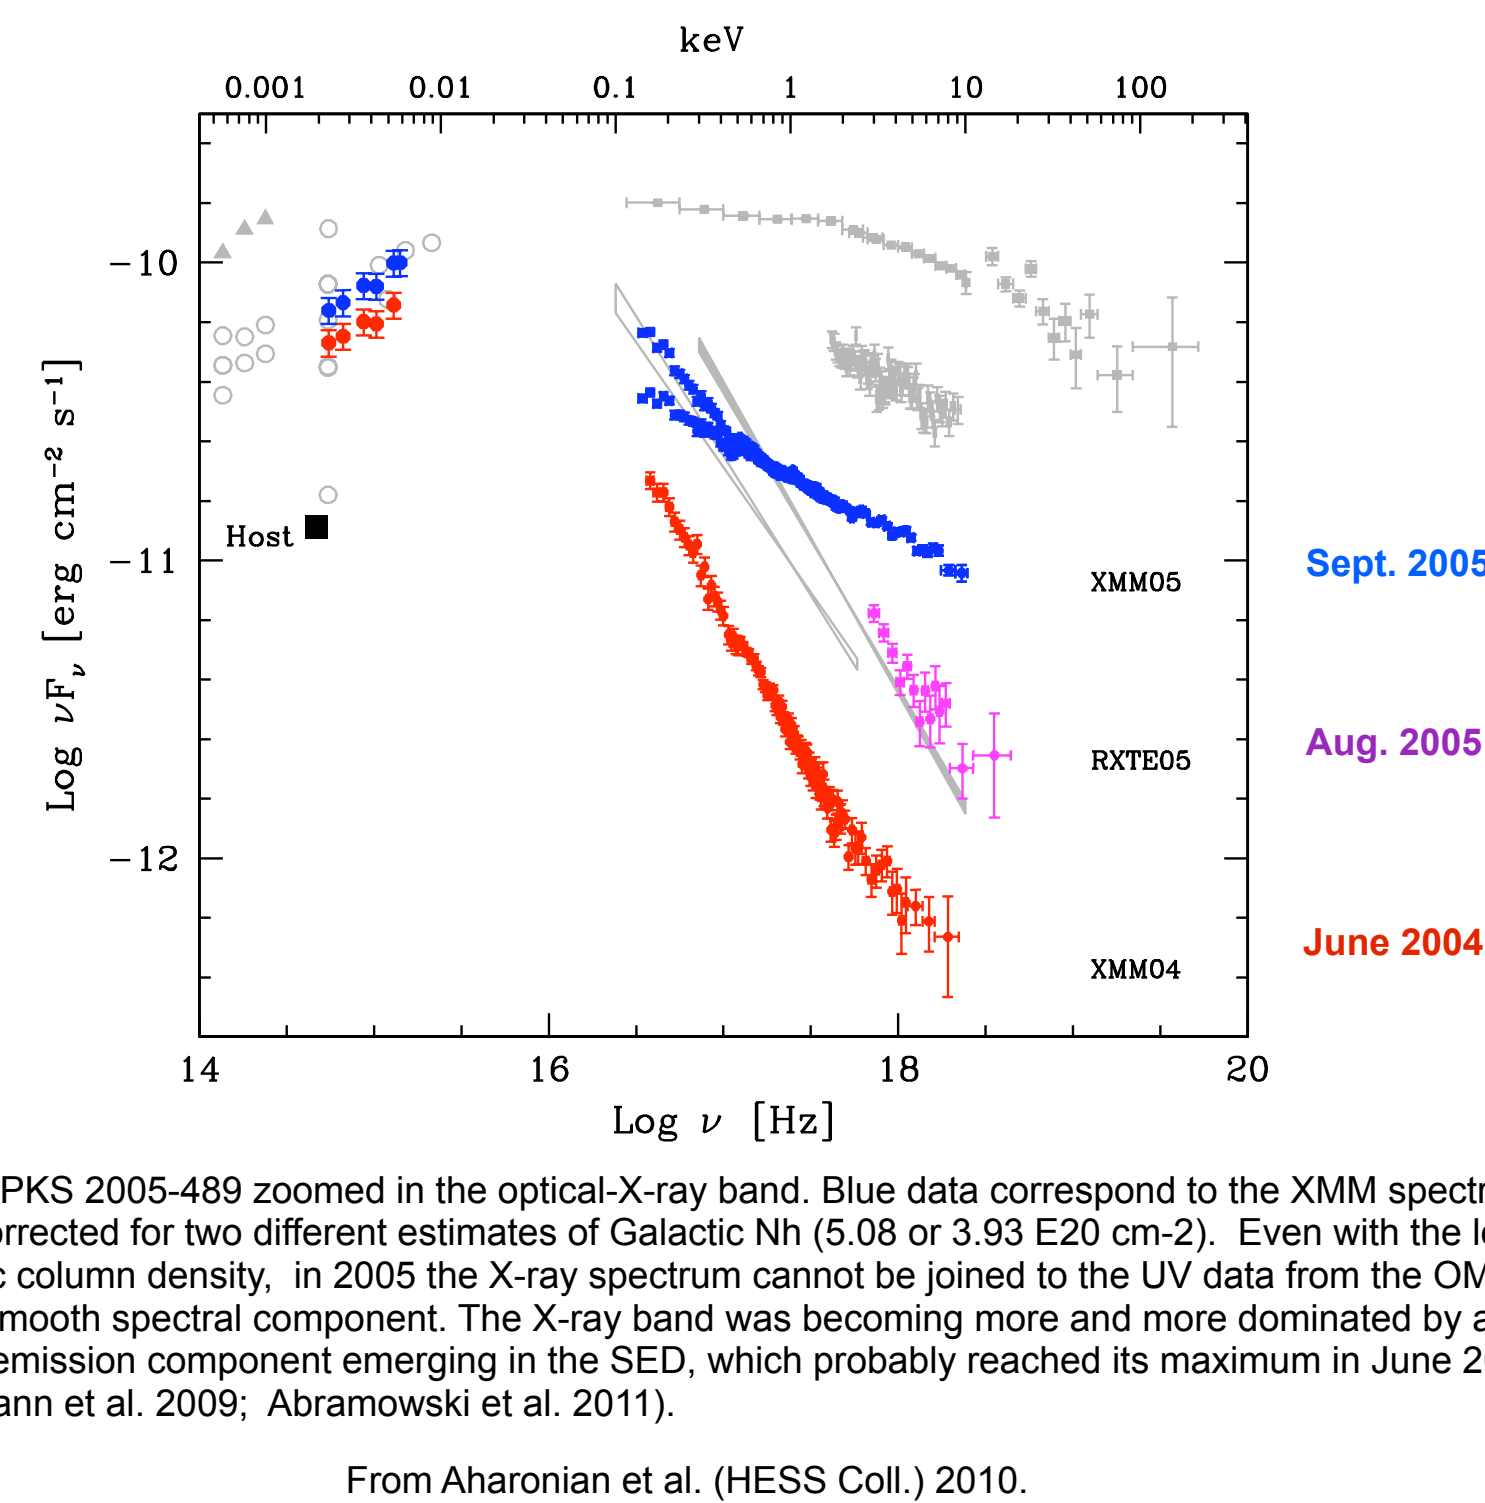 keV
0.001 0.01 0.1 1 10 100
−10
−11
−12
Log νFν [erg cm−2 s−1]
Host
XMM05
Sept. 2005
RXTE05
Aug. 2005
XMM04
June 2004
14 16 18 20
Log ν [Hz]
PKS 2005-489 zoomed in the optical-X-ray band. Blue data correspond to the XMM spectr
orrected for two different estimates of Galactic Nh (5.08 or 3.93 E20 cm-2). Even with the lo
c column density, in 2005 the X-ray spectrum cannot be joined to the UV data from the OM
mooth spectral component. The X-ray band was becoming more and more dominated by a
emission component emerging in the SED, which probably reached its maximum in June 20
ann et al. 2009; Abramowski et al. 2011).
From Aharonian et al. (HESS Coll.) 2010.